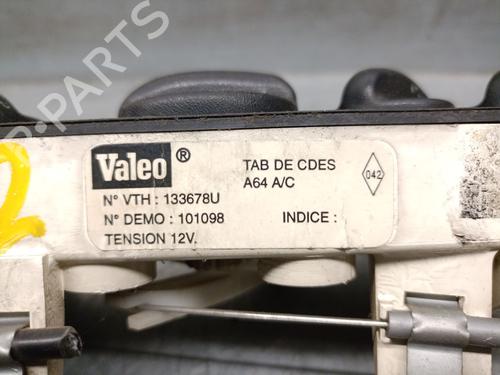 Valeo ®
TAB DE CDES
A64 A/C
042
N° VTH : 133678U
N° DEMO : 101098
INDICE :
TENSION 12V.